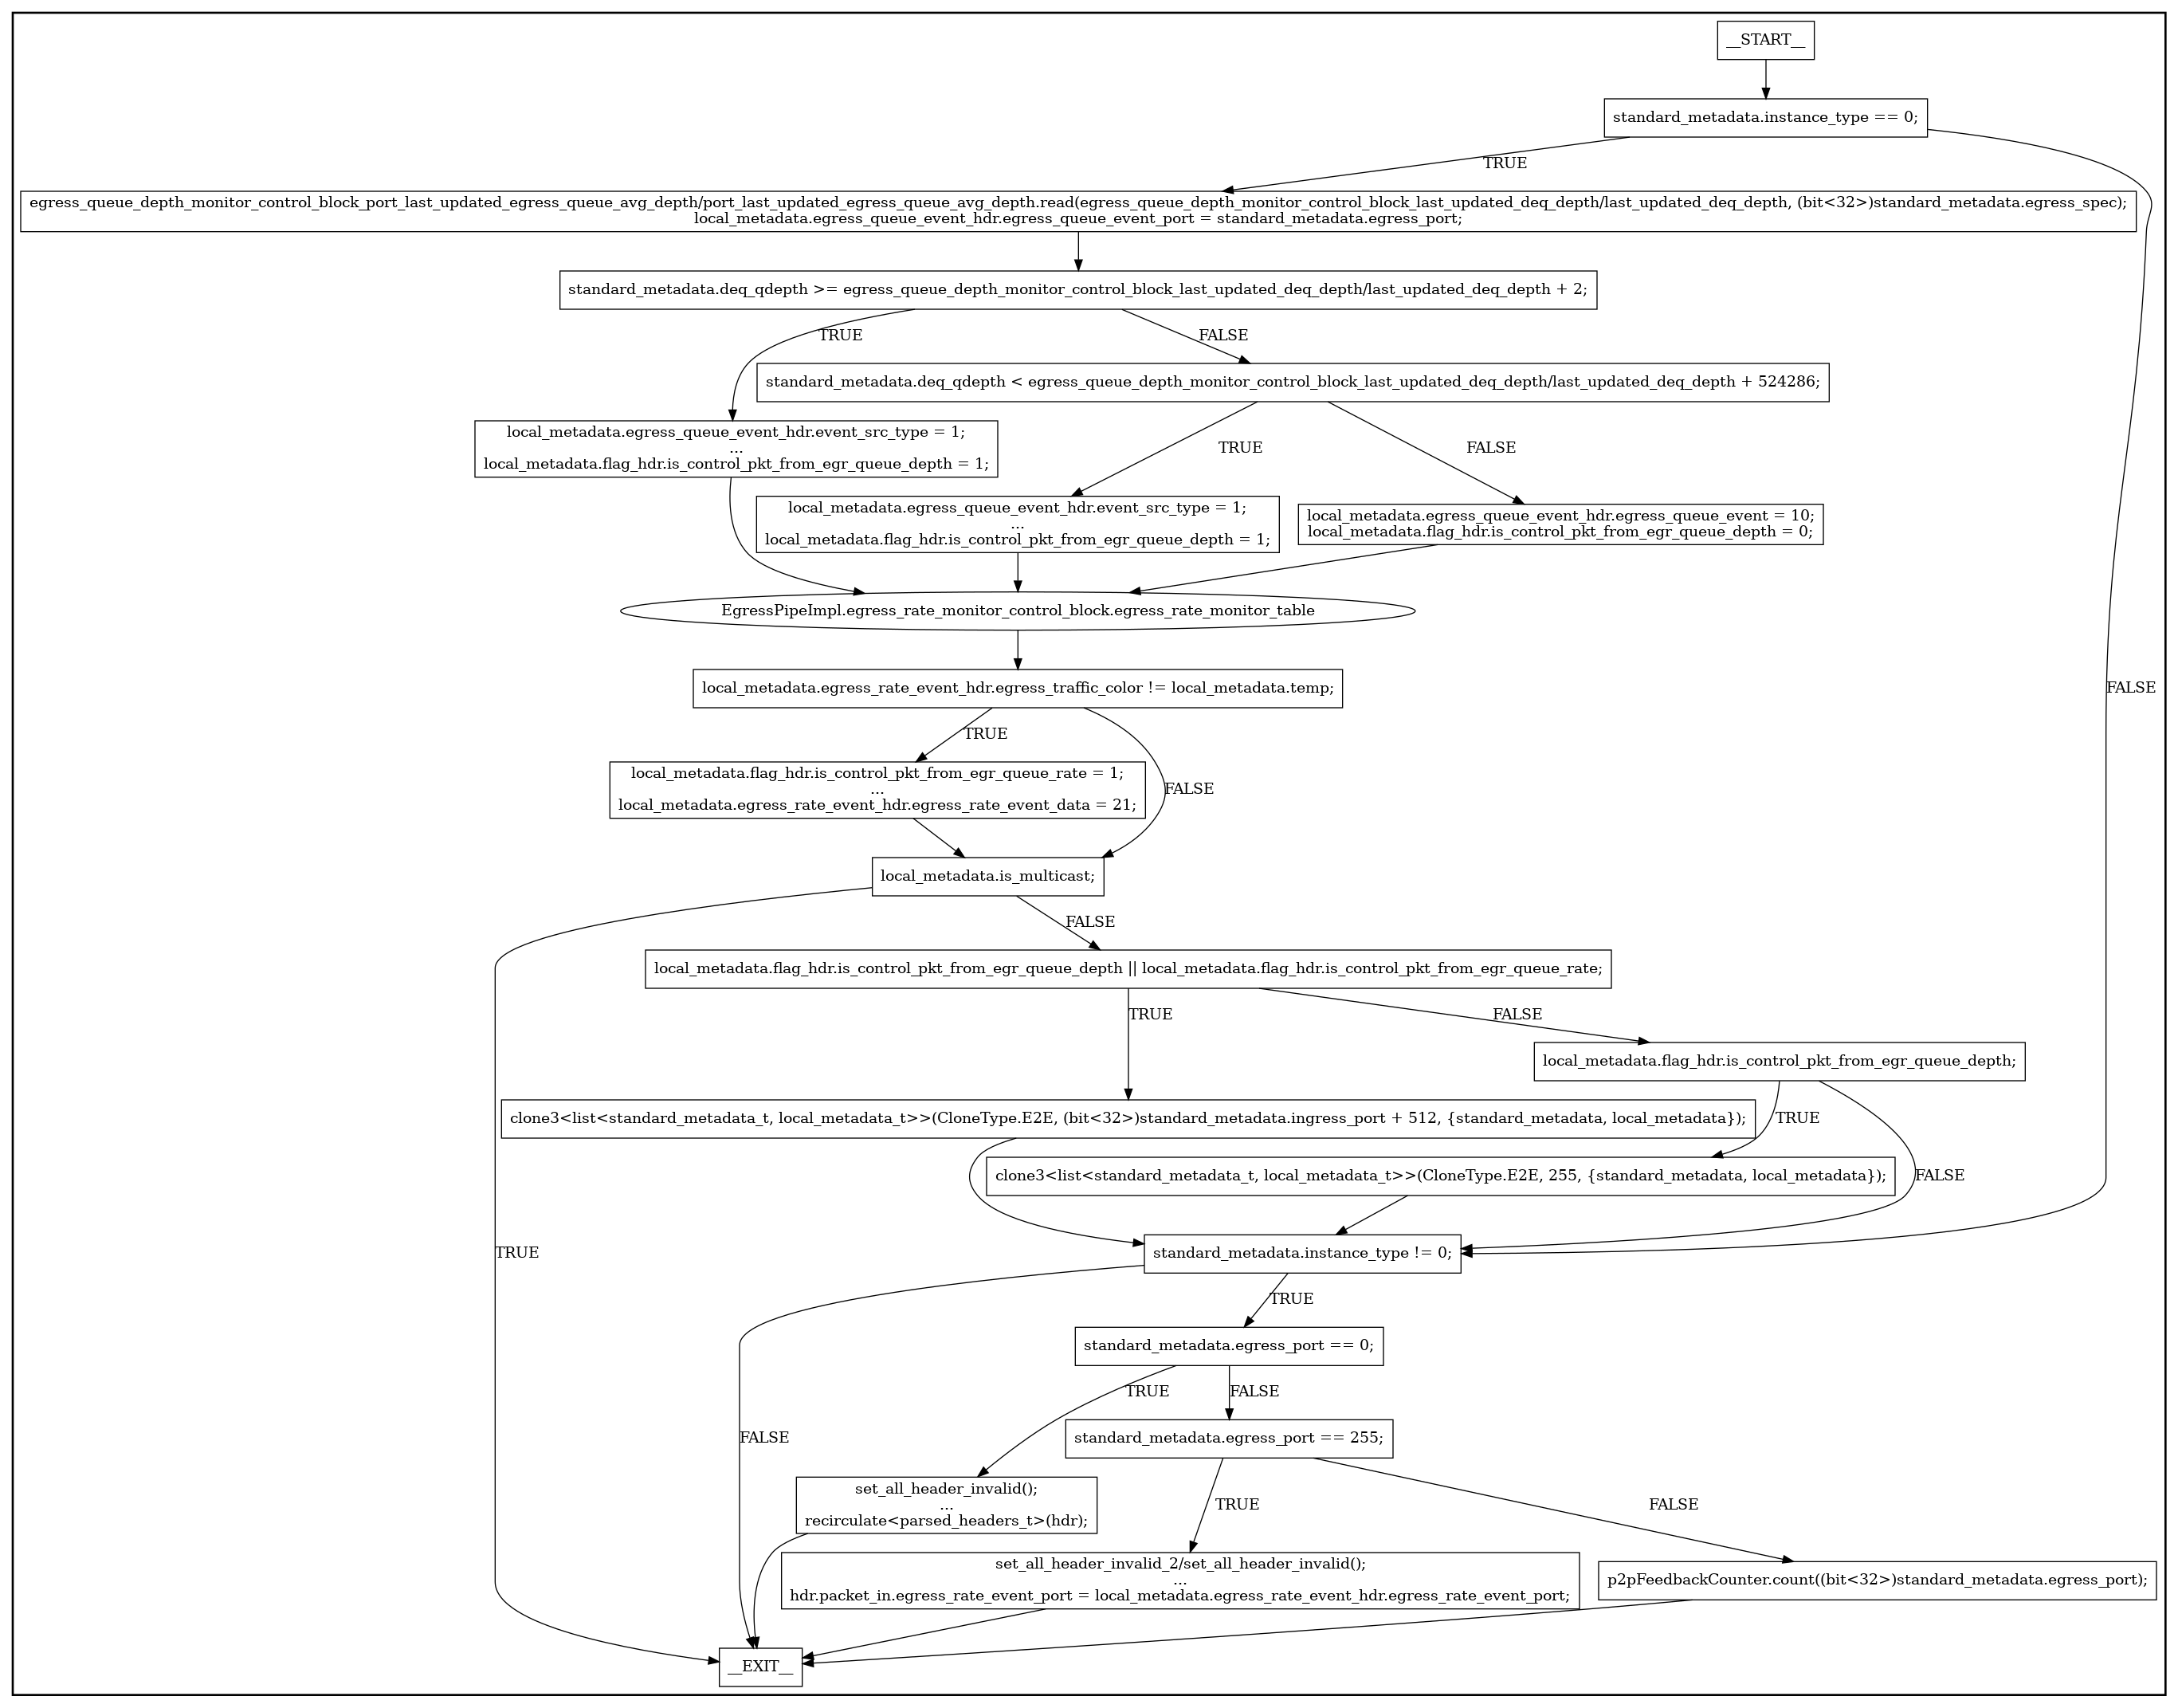 __START__
standard_metadata.instance_type == 0;
TRUE
egress_queue_depth_monitor_control_block_port_last_updated_egress_queue_avg_depth/port_last_updated_egress_queue_avg_depth.read(egress_queue_depth_monitor_control_block_last_updated_deq_depth/last_updated_deq_depth, (bit<32>)standard_metadata.egress_spec);
local_metadata.egress_queue_event_hdr.egress_queue_event_port = standard_metadata.egress_port;
standard_metadata.deq_qdepth >= egress_queue_depth_monitor_control_block_last_updated_deq_depth/last_updated_deq_depth + 2;
TRUE
FALSE
standard_metadata.deq_qdepth < egress_queue_depth_monitor_control_block_last_updated_deq_depth/last_updated_deq_depth + 524286;
local_metadata.egress_queue_event_hdr.event_src_type = 1;
...
local_metadata.flag_hdr.is_control_pkt_from_egr_queue_depth = 1;
TRUE
FALSE
local_metadata.egress_queue_event_hdr.event_src_type = 1;
...
local_metadata.flag_hdr.is_control_pkt_from_egr_queue_depth = 1;
local_metadata.egress_queue_event_hdr.egress_queue_event = 10;
local_metadata.flag_hdr.is_control_pkt_from_egr_queue_depth = 0;
EgressPipeImpl.egress_rate_monitor_control_block.egress_rate_monitor_table
local_metadata.egress_rate_event_hdr.egress_traffic_color != local_metadata.temp;
FALSE
TRUE
local_metadata.flag_hdr.is_control_pkt_from_egr_queue_rate = 1;
...
local_metadata.egress_rate_event_hdr.egress_rate_event_data = 21;
FALSE
local_metadata.is_multicast;
FALSE
local_metadata.flag_hdr.is_control_pkt_from_egr_queue_depth || local_metadata.flag_hdr.is_control_pkt_from_egr_queue_rate;
TRUE
FALSE
local_metadata.flag_hdr.is_control_pkt_from_egr_queue_depth;
clone3<list<standard_metadata_t, local_metadata_t>>(CloneType.E2E, (bit<32>)standard_metadata.ingress_port + 512, {standard_metadata, local_metadata});
TRUE
clone3<list<standard_metadata_t, local_metadata_t>>(CloneType.E2E, 255, {standard_metadata, local_metadata});
FALSE
TRUE
standard_metadata.instance_type != 0;
TRUE
standard_metadata.egress_port == 0;
TRUE
FALSE
FALSE
standard_metadata.egress_port == 255;
set_all_header_invalid();
...
recirculate<parsed_headers_t>(hdr);
TRUE
FALSE
set_all_header_invalid_2/set_all_header_invalid();
...
hdr.packet_in.egress_rate_event_port = local_metadata.egress_rate_event_hdr.egress_rate_event_port;
p2pFeedbackCounter.count((bit<32>)standard_metadata.egress_port);
__EXIT__